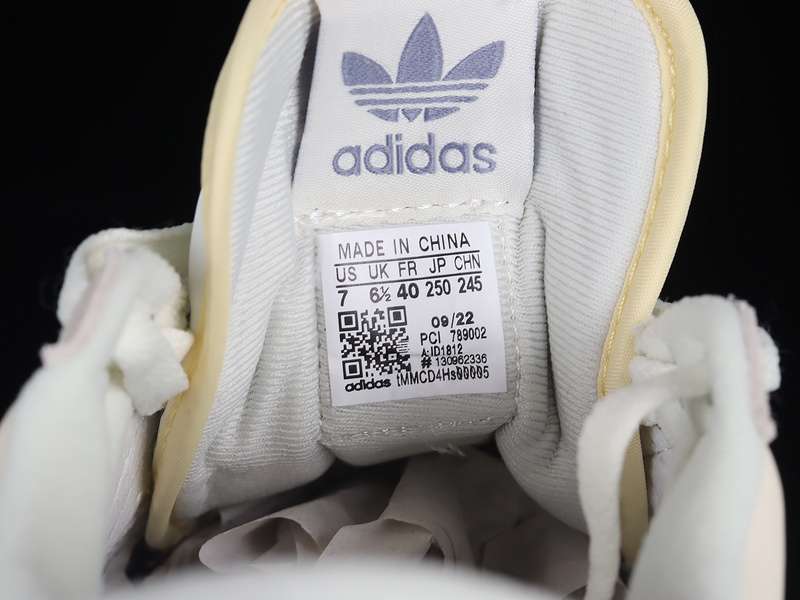 adidas
MADE IN CHINA
US UK FR JP CHN
7 6½ 40 250 245
09/22
PCI 789002
A:ID1812
# 130962336
adidas tMMCD4Hs00005